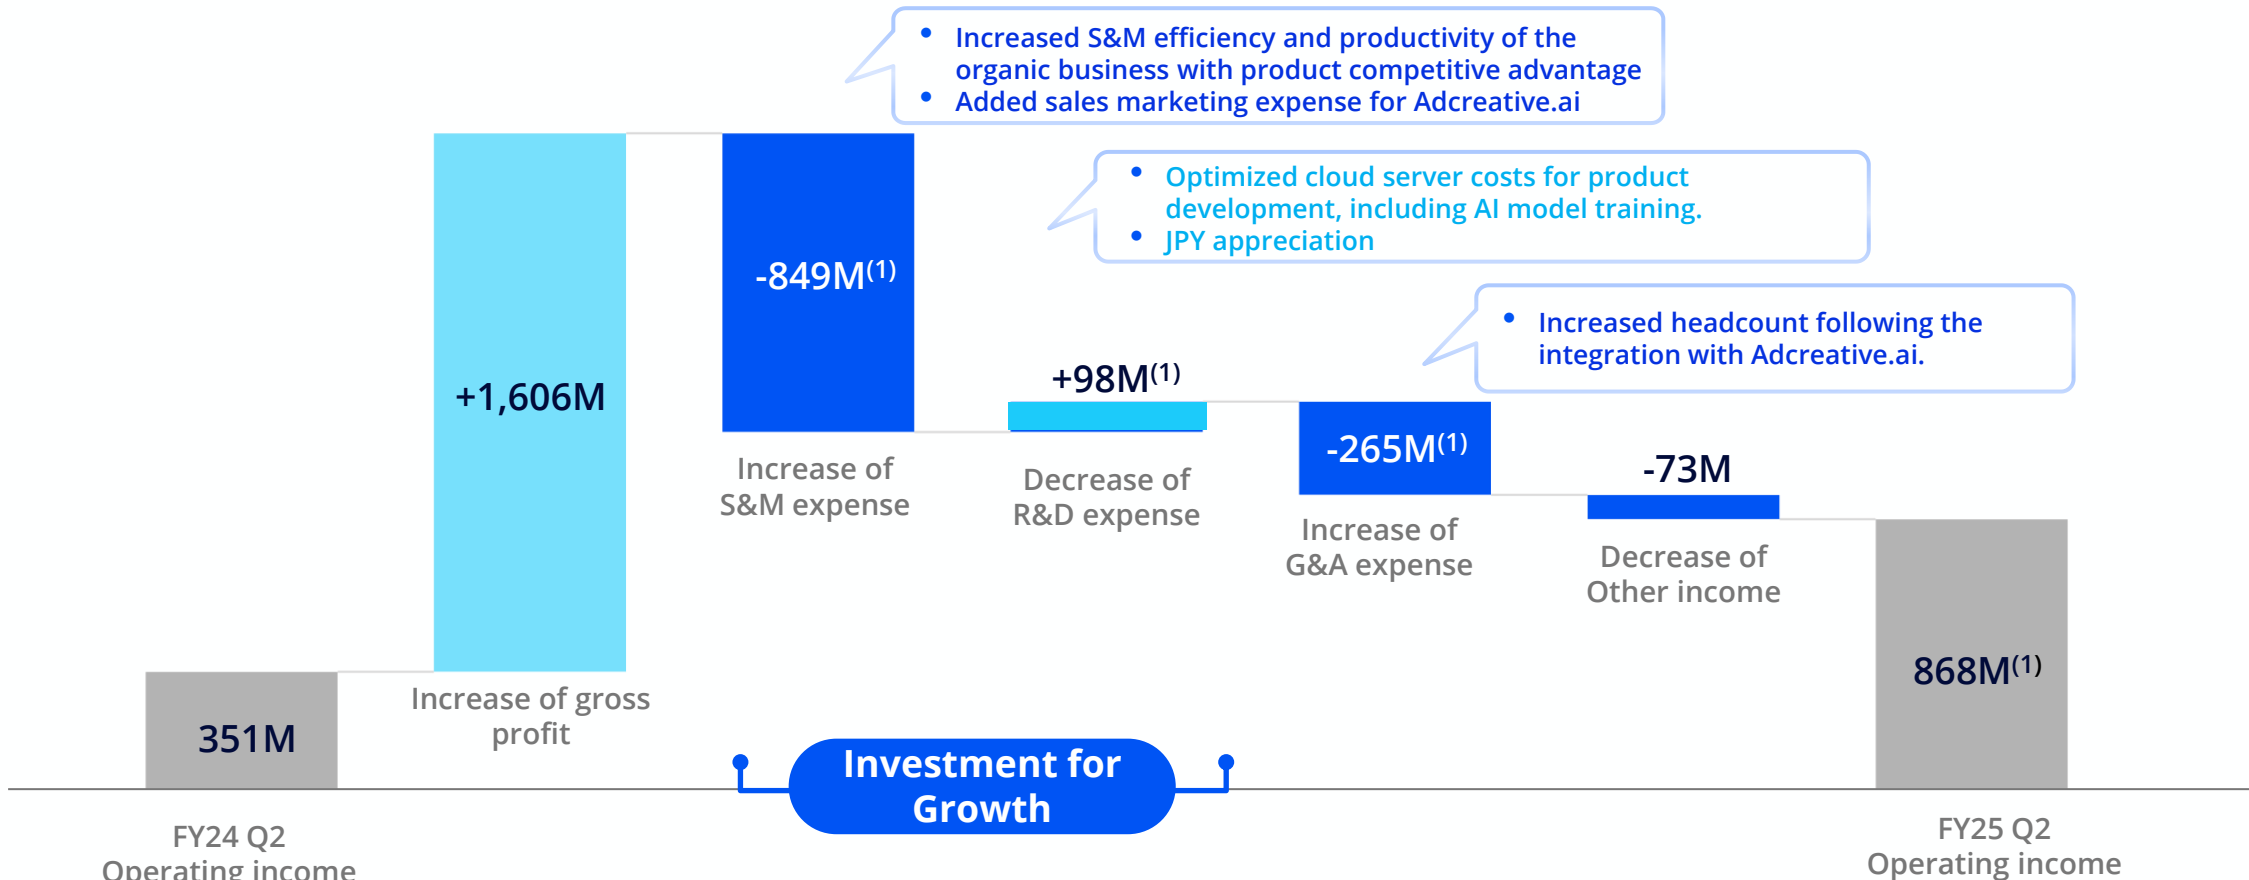 • Increased S&M efficiency and productivity of the
organic business with product competitive advantage
• Added sales marketing expense for Adcreative.ai
• Optimized cloud server costs for product
development, including AI model training.
• JPY appreciation
• Increased headcount following the
integration with Adcreative.ai.
351M
FY24 Q2
Operating income
+1,606M
Increase of gross
profit
-849M(1)
Increase of
S&M expense
+98M(1)
Decrease of
R&D expense
-265M(1)
Increase of
G&A expense
-73M
Decrease of
Other income
868M(1)
FY25 Q2
Operating income
Investment for
Growth